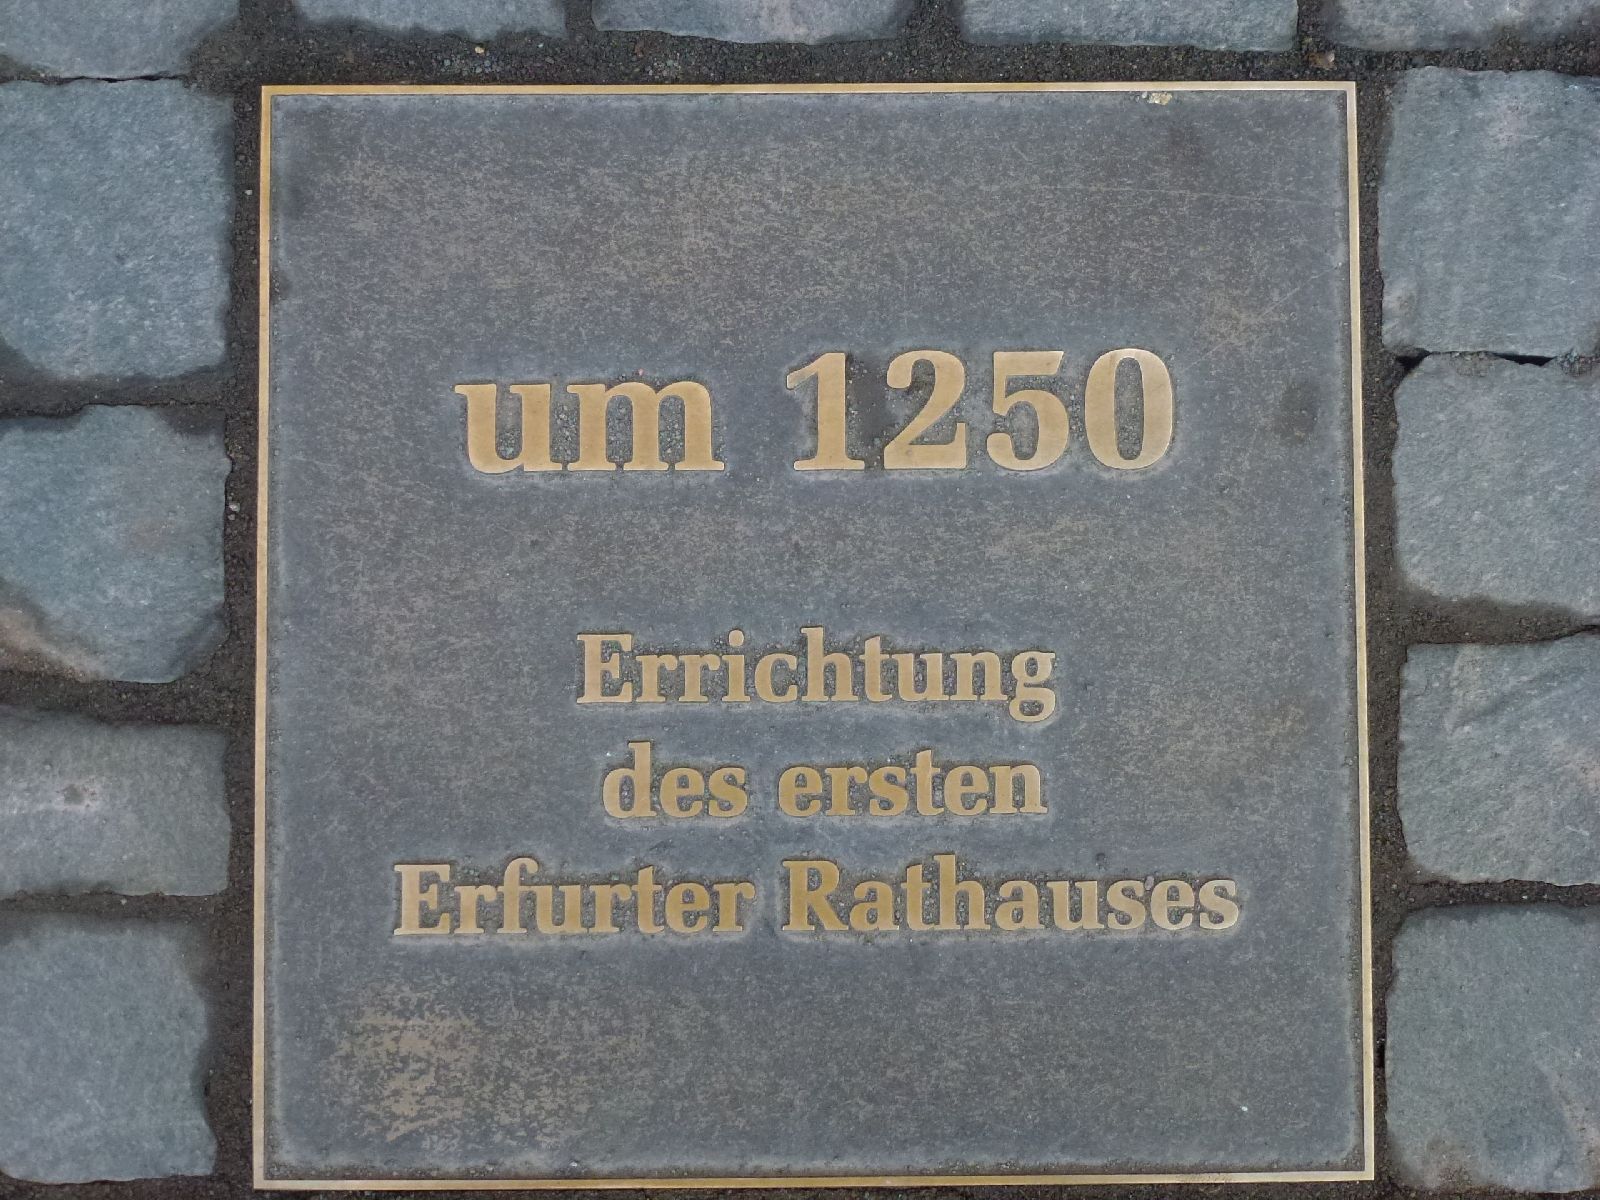 um 1250
Errichtung
des ersten
Erfurter Rathauses